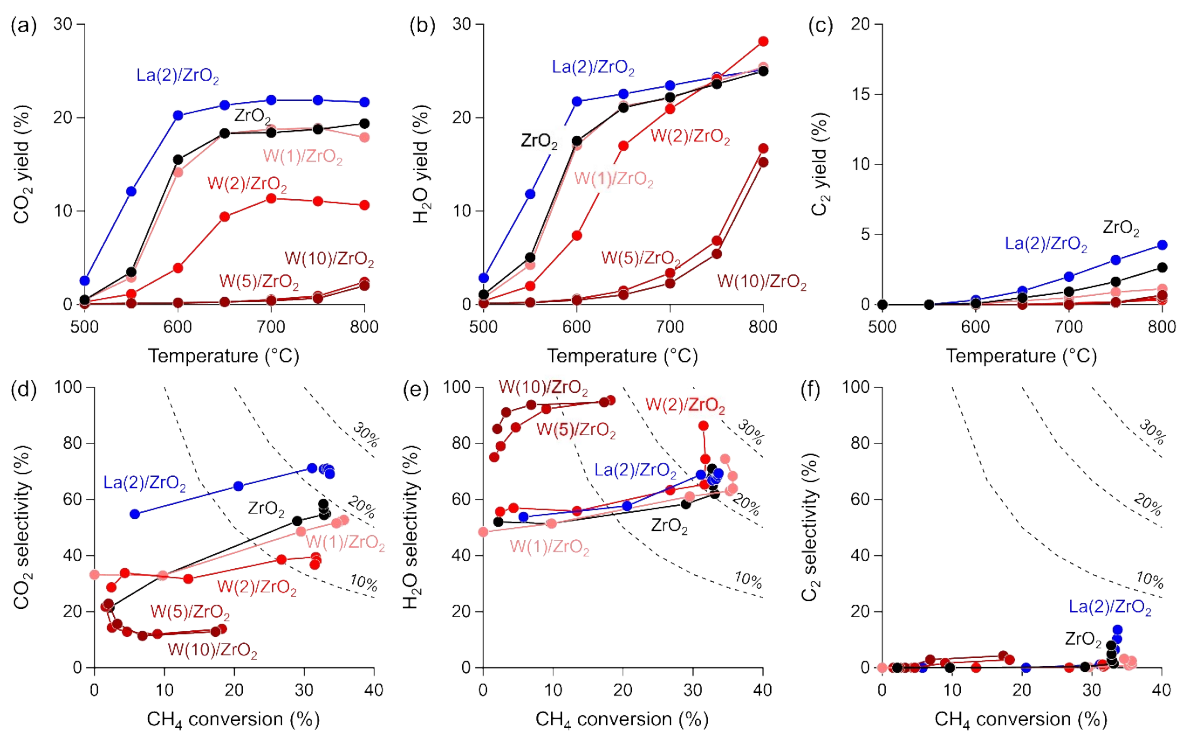 (a)
30
20
10
0
CO₂ yield (%)
La(2)/ZrO₂
ZrO₂
W(1)/ZrO₂
W(2)/ZrO₂
W(10)/ZrO₂
W(5)/ZrO₂
500 600 700 800
Temperature (°C)
(b)
30
20
10
0
H₂O yield (%)
La(2)/ZrO₂
ZrO₂
W(2)/ZrO₂
W(1)/ZrO₂
W(5)/ZrO₂
W(10)/ZrO₂
500 600 700 800
Temperature (°C)
(c)
20
15
10
5
0
C₂ yield (%)
ZrO₂
La(2)/ZrO₂
500 600 700 800
Temperature (°C)
(d)
100
80
60
40
20
0
CO₂ selectivity (%)
30%
20%
10%
La(2)/ZrO₂
ZrO₂
W(1)/ZrO₂
W(2)/ZrO₂
W(5)/ZrO₂
W(10)/ZrO₂
0 10 20 30 40
CH₄ conversion (%)
(e)
100
80
60
40
20
0
H₂O selectivity (%)
W(10)/ZrO₂
W(2)/ZrO₂
W(5)/ZrO₂
30%
La(2)/ZrO₂
20%
ZrO₂
W(1)/ZrO₂
10%
0 10 20 30 40
CH₄ conversion (%)
(f)
100
80
60
40
20
0
C₂ selectivity (%)
30%
20%
10%
La(2)/ZrO₂
ZrO₂
0 10 20 30 40
CH₄ conversion (%)